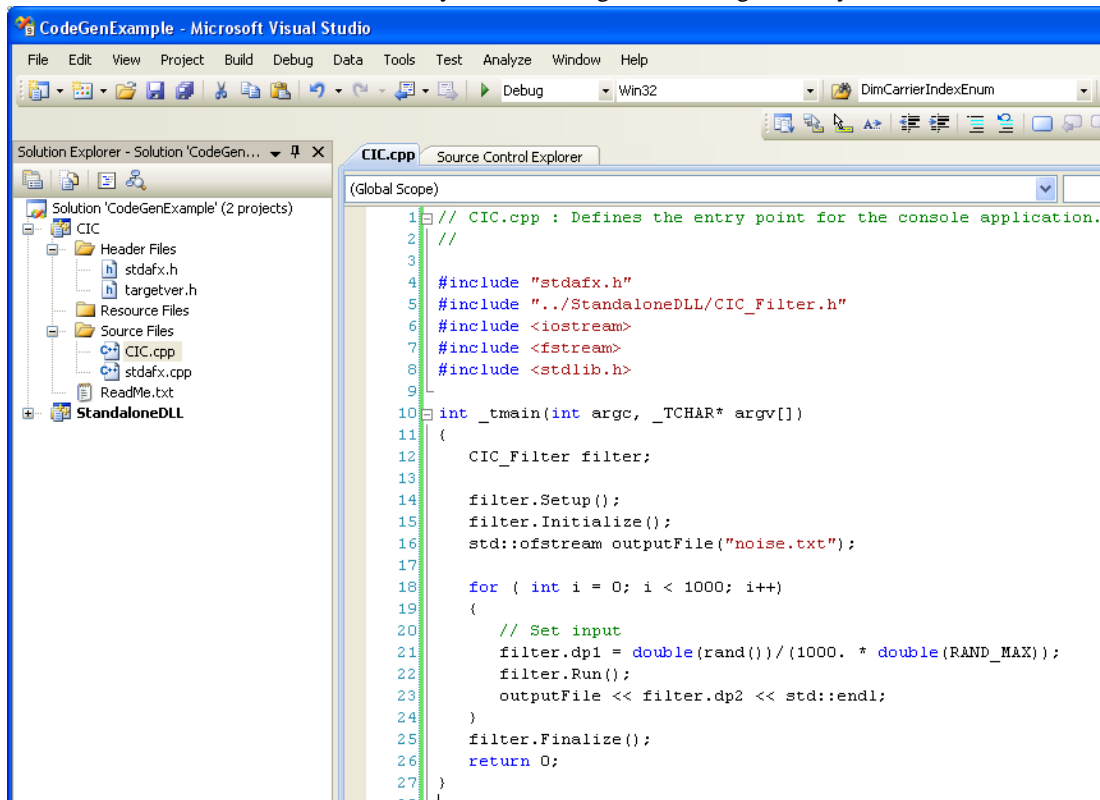 CodeGenExample - Microsoft Visual Studio
File Edit View Project Build Debug Data Tools Test Analyze Window Help
Debug Win32 DimCarrierIndexEnum
Solution Explorer - Solution 'CodeGen...
CIC.cpp Source Control Explorer
(Global Scope)
Solution 'CodeGenExample' (2 projects)
CIC
Header Files
stdafx.h
targetver.h
Resource Files
Source Files
CIC.cpp
stdafx.cpp
ReadMe.txt
StandaloneDLL
1 // CIC.cpp : Defines the entry point for the console application.
2 //
3
4 #include "stdafx.h"
5 #include "../StandaloneDLL/CIC_Filter.h"
6 #include <iostream>
7 #include <fstream>
8 #include <stdlib.h>
9
10 int _tmain(int argc, _TCHAR* argv[])
11 {
12 CIC_Filter filter;
13
14 filter.Setup();
15 filter.Initialize();
16 std::ofstream outputFile("noise.txt");
17
18 for ( int i = 0; i < 1000; i++)
19 {
20 // Set input
21 filter.dp1 = double(rand())/(1000. * double(RAND_MAX));
22 filter.Run();
23 outputFile << filter.dp2 << std::endl;
24 }
25 filter.Finalize();
26 return 0;
27 }